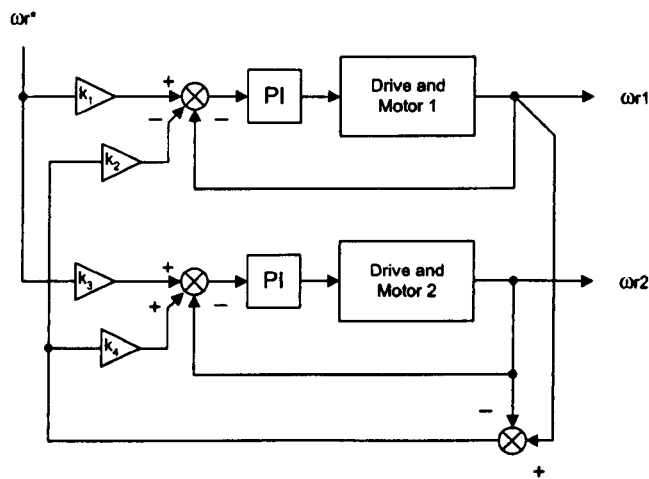 ωr*
k₁
+
−
−
PI
Drive and
Motor 1
ωr1
k₂
k₃
+
+
−
PI
Drive and
Motor 2
ωr2
k₄
−
+